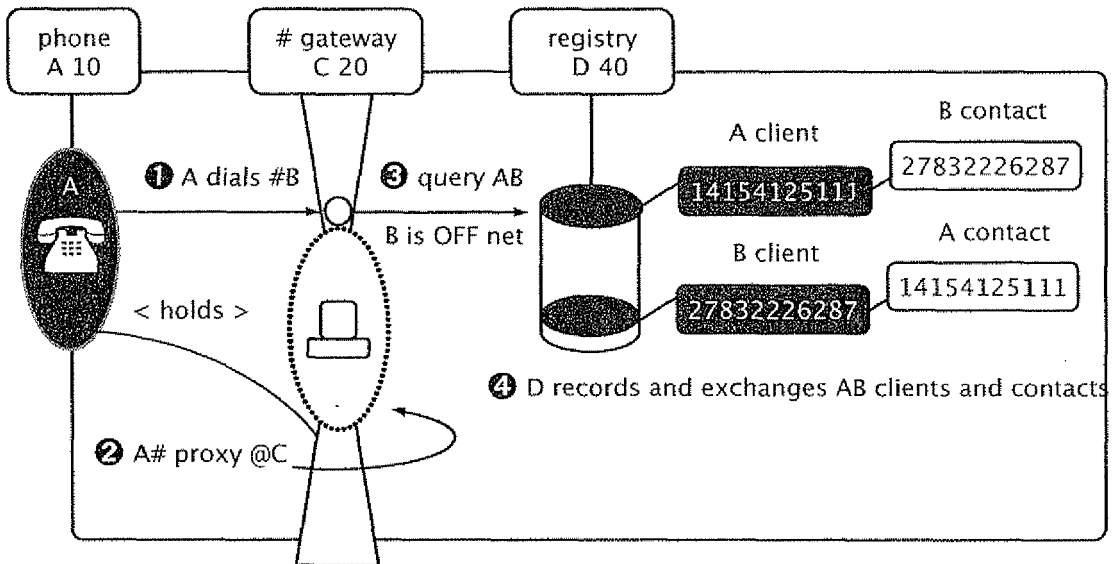 phone
A 10
# gateway
C 20
registry
D 40
A
❶ A dials #B
❸ query AB
B is OFF net
A client
14154125111
B contact
27832226287
B client
27832226287
A contact
14154125111
< holds >
❷ A# proxy @C
❹ D records and exchanges AB clients and contacts